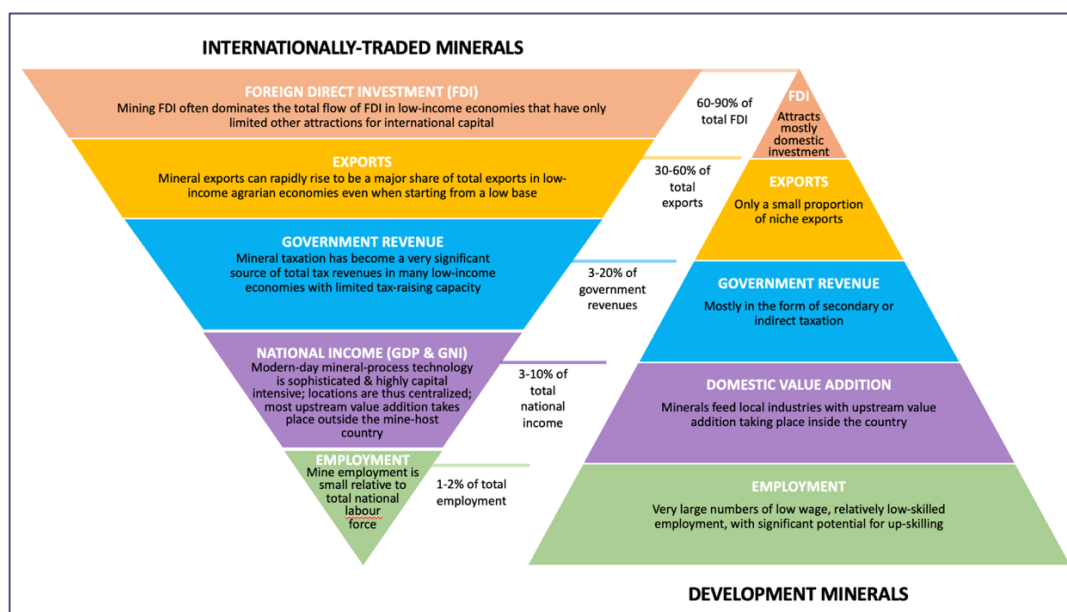 INTERNATIONALLY-TRADED MINERALS
FOREIGN DIRECT INVESTMENT (FDI)
Mining FDI often dominates the total flow of FDI in low-income economies that have only
limited other attractions for international capital
EXPORTS
Mineral exports can rapidly rise to be a major share of total exports in low-
income agrarian economies even when starting from a low base
GOVERNMENT REVENUE
Mineral taxation has become a very significant
source of total tax revenues in many low-income
economies with limited tax-raising capacity
NATIONAL INCOME (GDP & GNI)
Modern-day mineral-process technology
is sophisticated & highly capital
intensive; locations are thus centralized;
most upstream value addition takes
place outside the mine-host
country
EMPLOYMENT
Mine employment is
small relative to
total national
labour
force
60-90% of
total FDI
30-60% of
total
exports
3-20% of
government
revenues
3-10% of
total
national
income
1-2% of total
employment
FDI
Attracts
mostly
domestic
investment
EXPORTS
Only a small proportion
of niche exports
GOVERNMENT REVENUE
Mostly in the form of secondary or
indirect taxation
DOMESTIC VALUE ADDITION
Minerals feed local industries with upstream value
addition taking place inside the country
EMPLOYMENT
Very large numbers of low wage, relatively low-skilled
employment, with significant potential for up-skilling
DEVELOPMENT MINERALS